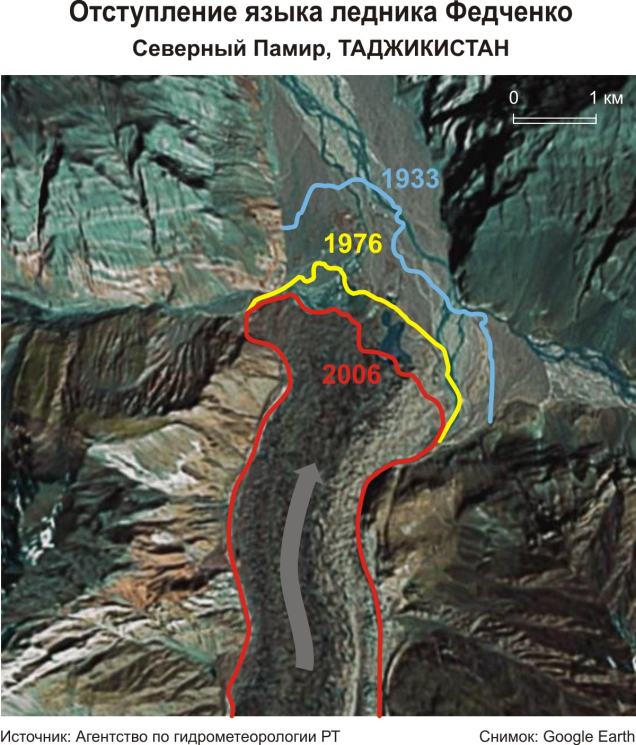 Отступление языка ледника Федченко
Северный Памир, ТАДЖИКИСТАН
0 1 км
1933
1976
2006
Источник: Агентство по гидрометеорологии РТ Снимок: Google Earth